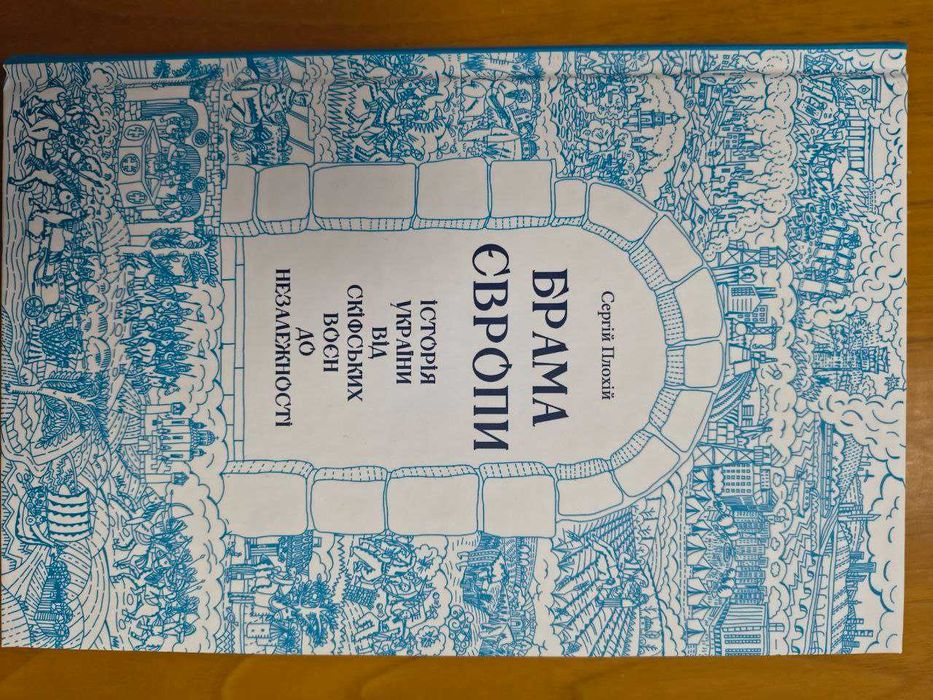 Сергій Плохій
БРАМА
ЄВРОПИ
ІСТОРІЯ
УКРАЇНИ
ВІД
СКІФСЬКИХ
ВОЄН
ДО
НЕЗАЛЕЖНОСТІ